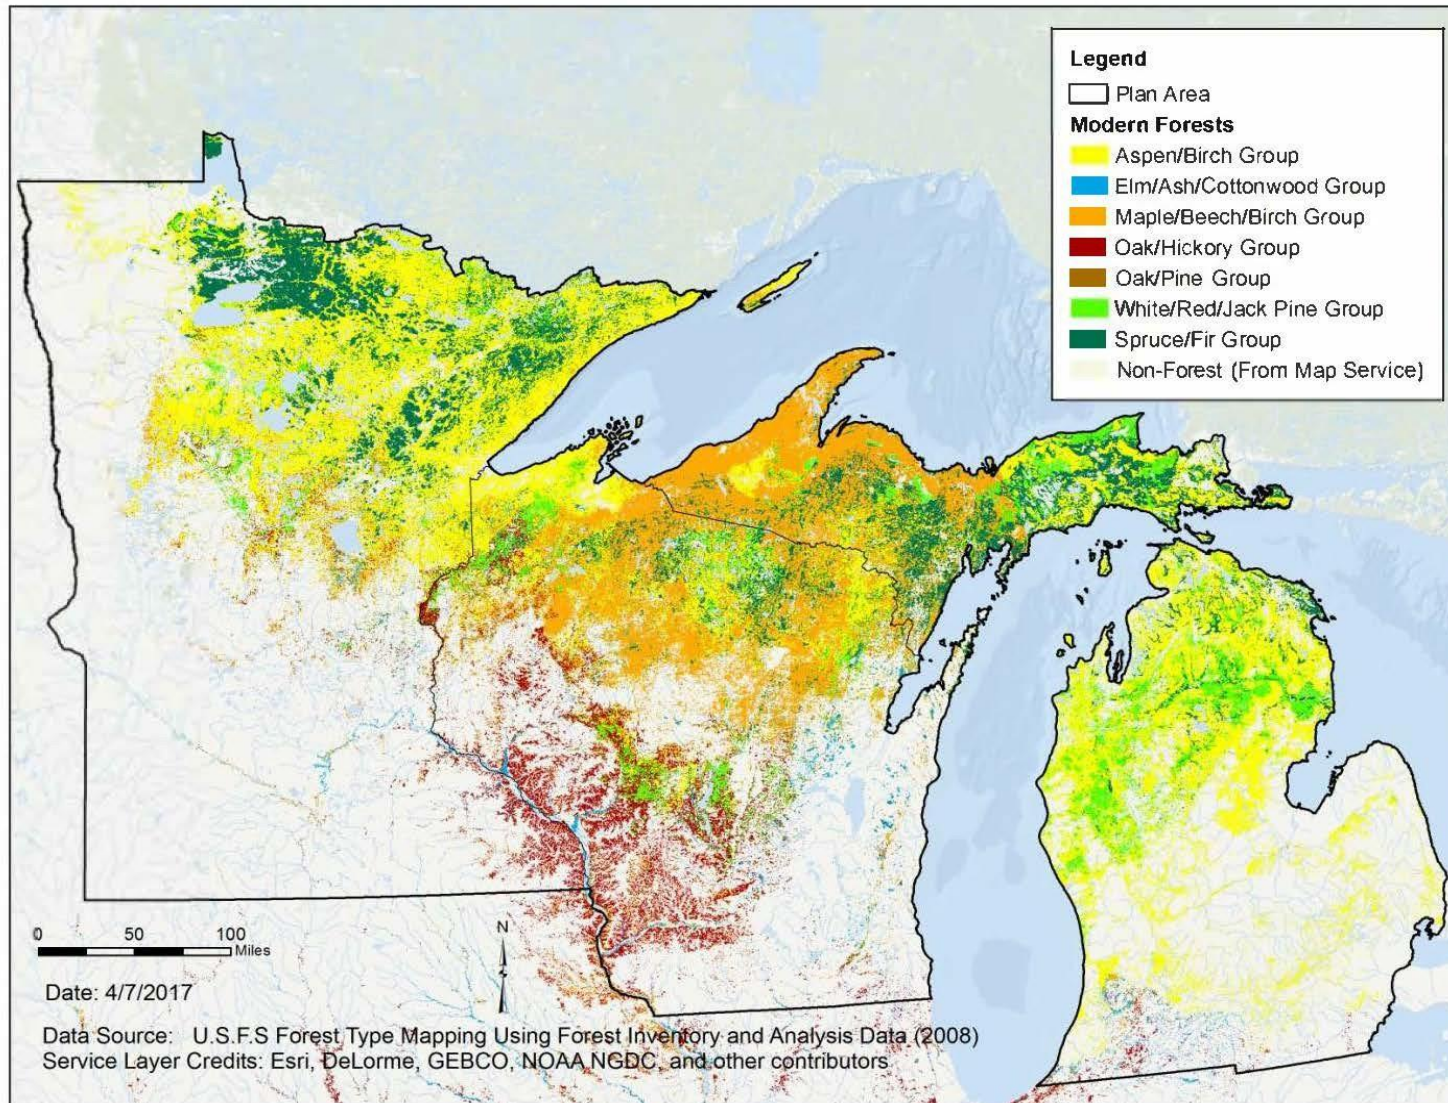 Legend
Plan Area
Modern Forests
Aspen/Birch Group
Elm/Ash/Cottonwood Group
Maple/Beech/Birch Group
Oak/Hickory Group
Oak/Pine Group
White/Red/Jack Pine Group
Spruce/Fir Group
Non-Forest (From Map Service)
N
0 50 100
Miles
Date: 4/7/2017
Data Source: U.S.F.S Forest Type Mapping Using Forest Inventory and Analysis Data (2008)
Service Layer Credits: Esri, DeLorme, GEBCO, NOAA NGDC, and other contributors